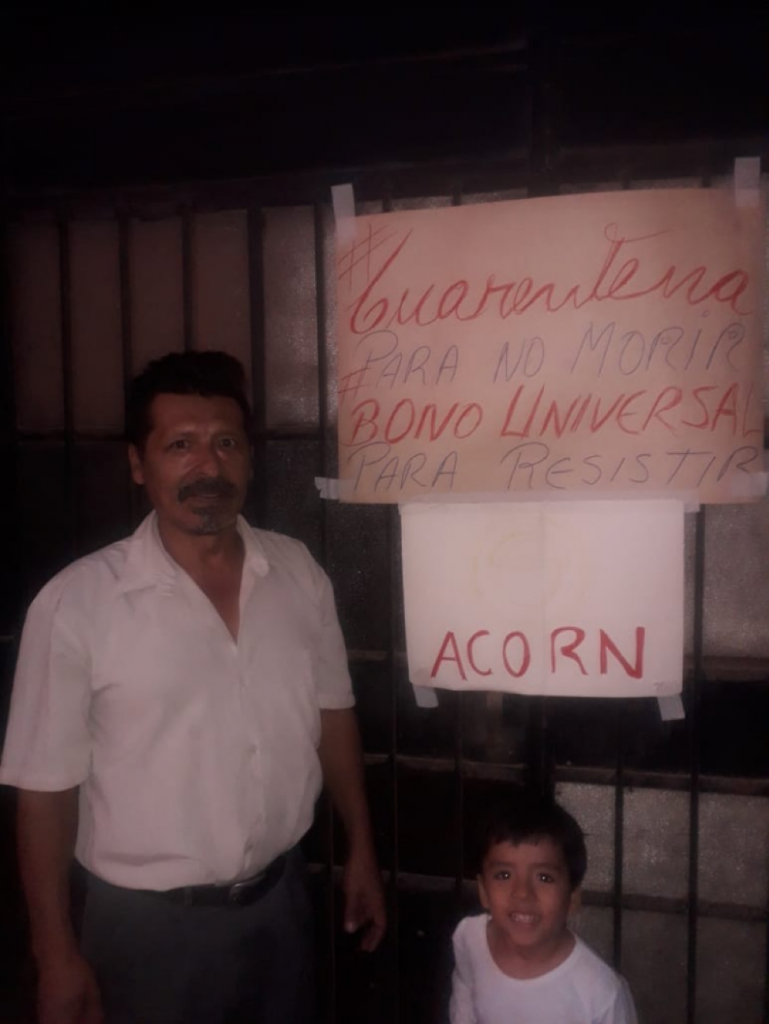 #Cuarentena
PARA NO MORIR
#BONO UNIVERSAL
PARA RESISTIR
ACORN